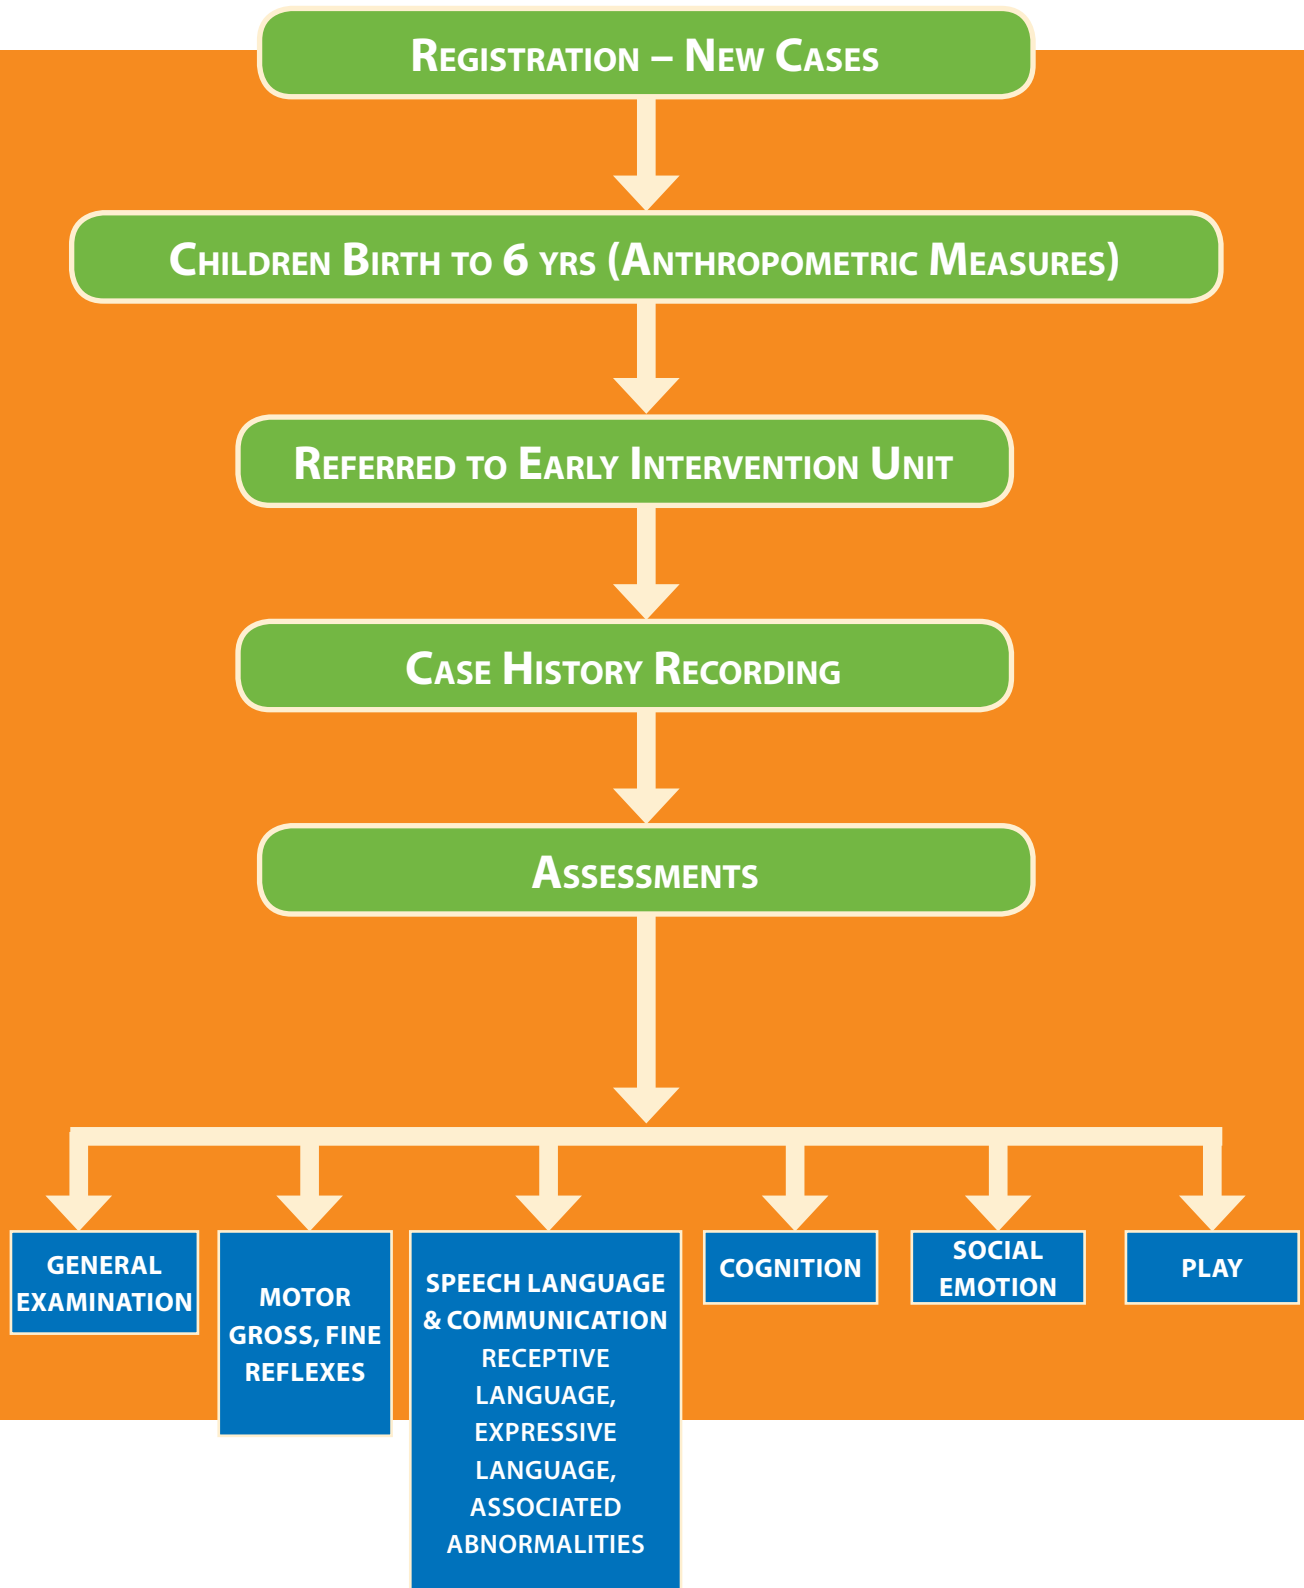 Registration – New Cases
Children Birth to 6 yrs (Anthropometric Measures)
Referred to Early Intervention Unit
Case History Recording
Assessments
GENERAL
EXAMINATION
MOTOR
GROSS, FINE
REFLEXES
SPEECH LANGUAGE
& COMMUNICATION
RECEPTIVE
LANGUAGE,
EXPRESSIVE
LANGUAGE,
ASSOCIATED
ABNORMALITIES
COGNITION
SOCIAL
EMOTION
PLAY